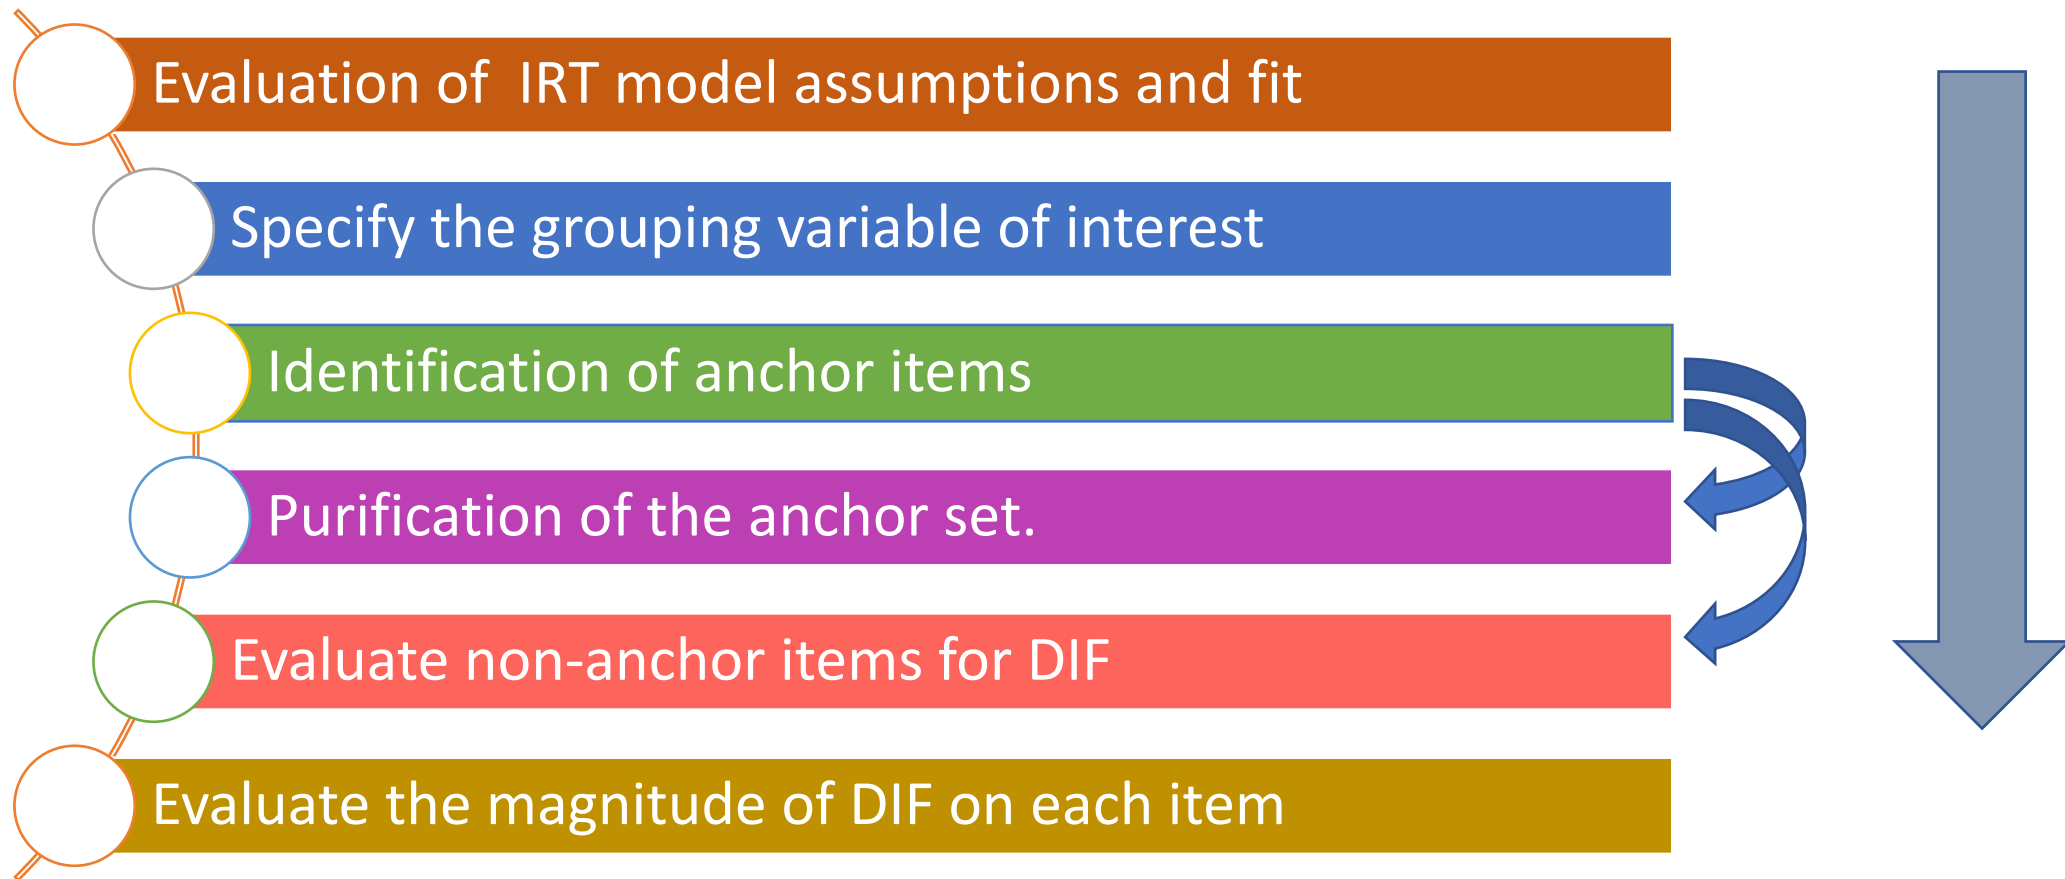 Evaluation of  IRT model assumptions and fit
Specify the grouping variable of interest
Identification of anchor items
Purification of the anchor set.
Evaluate non-anchor items for DIF
Evaluate the magnitude of DIF on each item